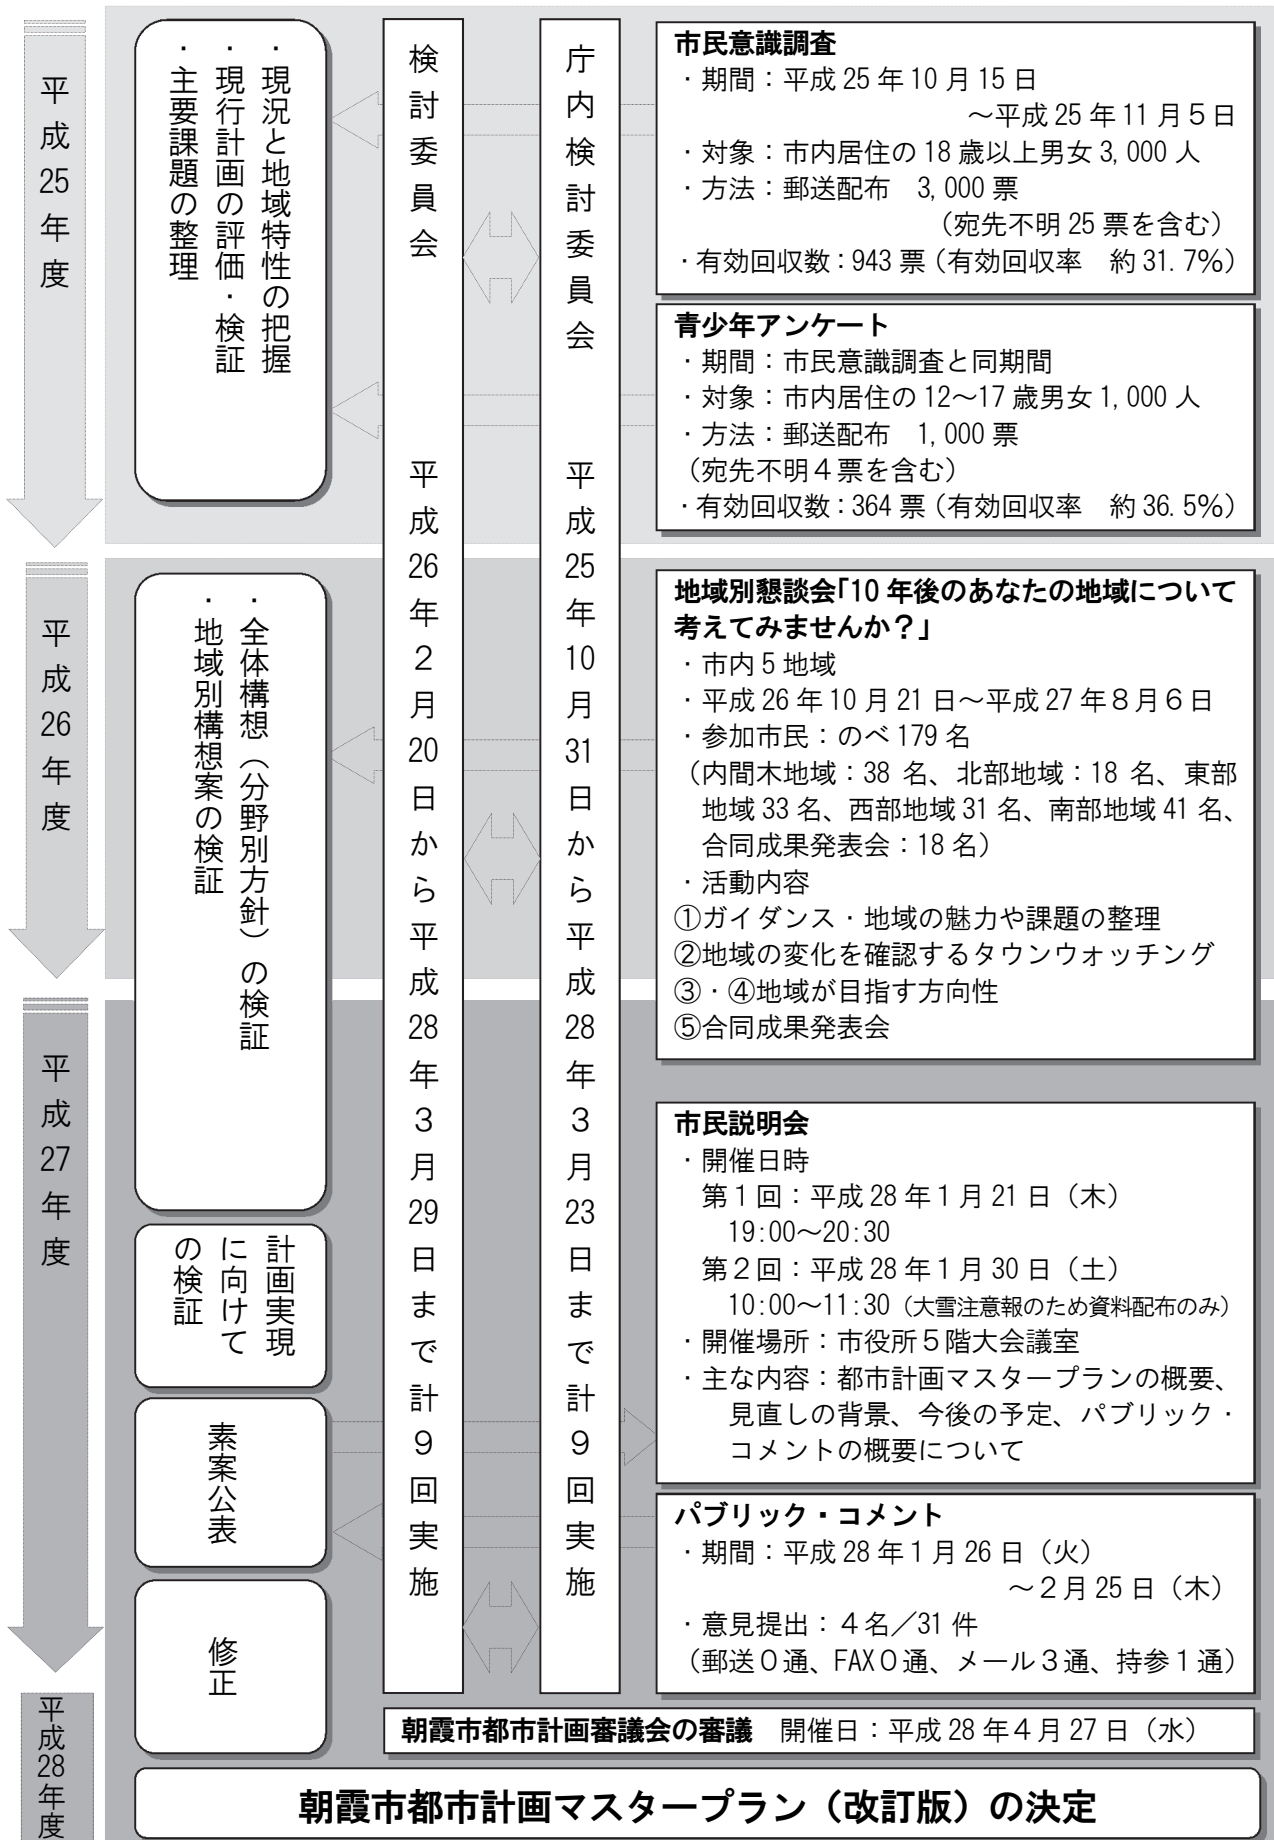 平成25年度
・現況と地域特性の把握
・現行計画の評価・検証
・主要課題の整理
検討委員会　平成26年2月20日から平成28年3月29日まで計9回実施
庁内検討委員会　平成25年10月31日から平成28年3月23日まで計9回実施
市民意識調査
・期間：平成25年10月15日
～平成25年11月5日
・対象：市内居住の18歳以上男女3,000人
・方法：郵送配布　3,000票
（宛先不明25票を含む）
・有効回収数：943票（有効回収率　約31.7%）
青少年アンケート
・期間：市民意識調査と同期間
・対象：市内居住の12～17歳男女1,000人
・方法：郵送配布　1,000票
（宛先不明4票を含む）
・有効回収数：364票（有効回収率　約36.5%）
平成26年度
・全体構想（分野別方針）の検証
・地域別構想案の検証
地域別懇談会「10年後のあなたの地域について
考えてみませんか？」
・市内5地域
・平成26年10月21日～平成27年8月6日
・参加市民：のべ179名
（内間木地域：38名、北部地域：18名、東部
地域33名、西部地域31名、南部地域41名、
合同成果発表会：18名）
・活動内容
①ガイダンス・地域の魅力や課題の整理
②地域の変化を確認するタウンウォッチング
③・④地域が目指す方向性
⑤合同成果発表会
平成27年度
計画実現
に向けて
の検証
市民説明会
・開催日時
第1回：平成28年1月21日（木）
19:00～20:30
第2回：平成28年1月30日（土）
10:00～11:30（大雪注意報のため資料配布のみ）
・開催場所：市役所5階大会議室
・主な内容：都市計画マスタープランの概要、
見直しの背景、今後の予定、パブリック・
コメントの概要について
素案公表
パブリック・コメント
・期間：平成28年1月26日（火）
～2月25日（木）
・意見提出：4名／31件
（郵送0通、FAX0通、メール3通、持参1通）
修正
平成28年度
朝霞市都市計画審議会の審議　開催日：平成28年4月27日（水）
朝霞市都市計画マスタープラン（改訂版）の決定